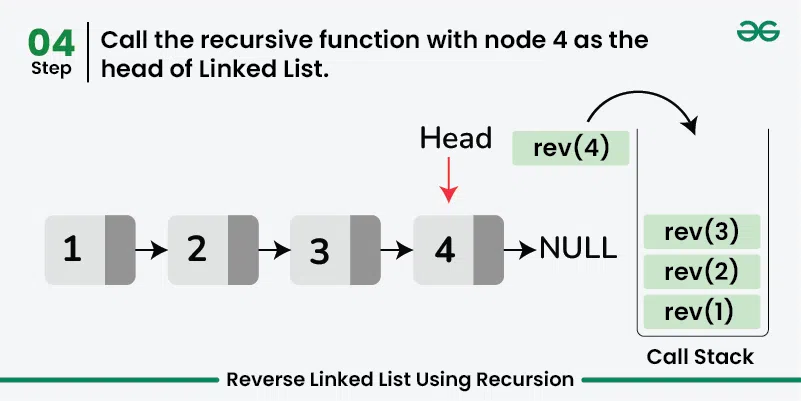 04
Step
Call the recursive function with node 4 as the
head of Linked List.
Head
rev(4)
1
2
3
4
NULL
rev(3)
rev(2)
rev(1)
Call Stack
Reverse Linked List Using Recursion